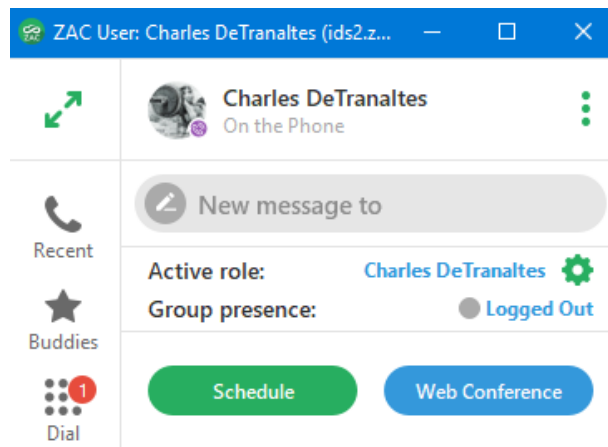 ZAC User: Charles DeTranaltes (ids2.z...
Charles DeTranaltes
On the Phone
New message to
Recent
Active role: Charles DeTranaltes
Group presence: Logged Out
Buddies
Schedule Web Conference
1
Dial